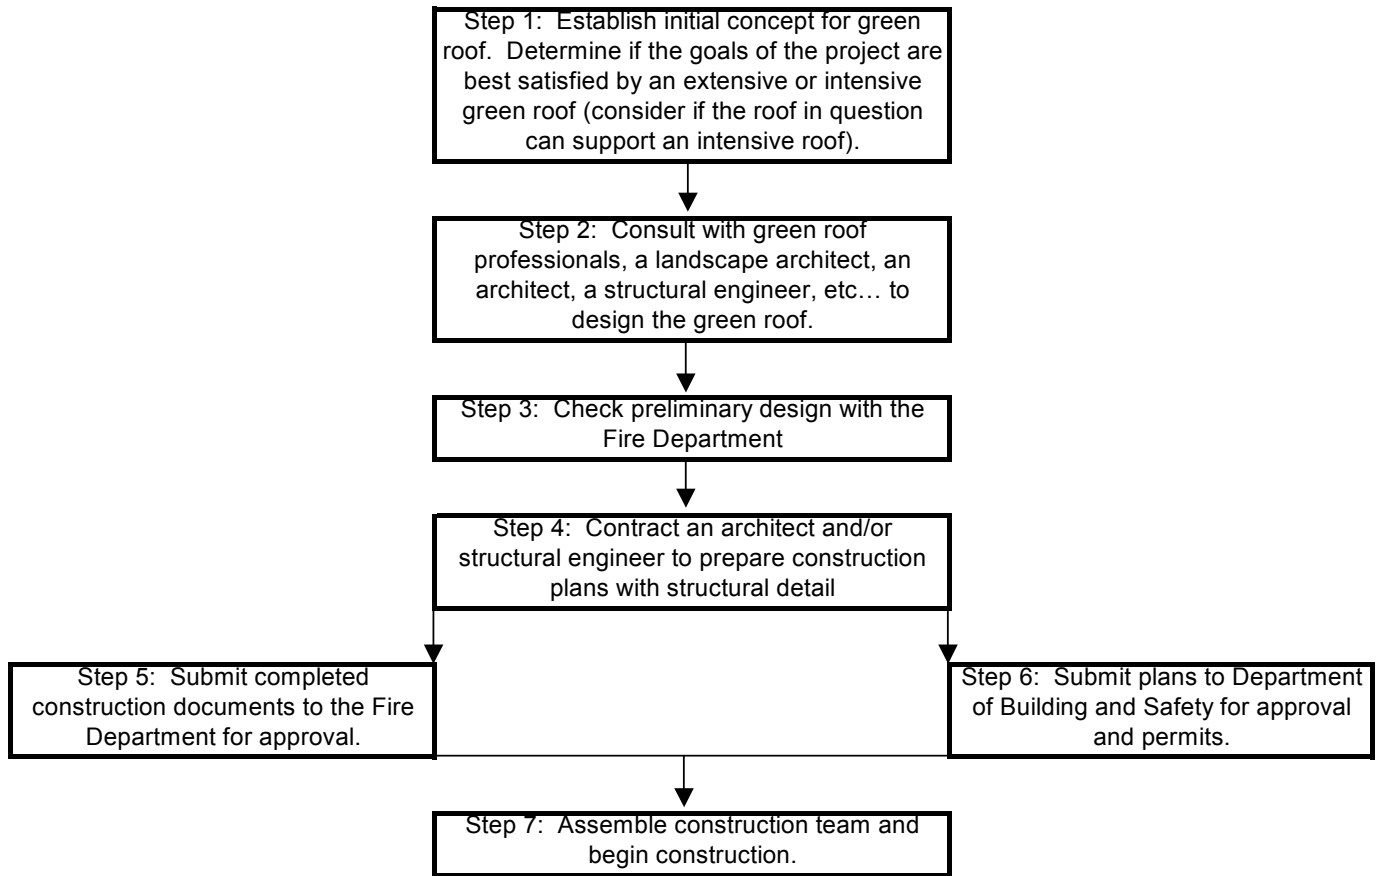 Step 1:  Establish initial concept for green
roof.  Determine if the goals of the project are
best satisfied by an extensive or intensive
green roof (consider if the roof in question
can support an intensive roof).
Step 2:  Consult with green roof
professionals, a landscape architect, an
architect, a structural engineer, etc… to
design the green roof.
Step 3:  Check preliminary design with the
Fire Department
Step 4:  Contract an architect and/or
structural engineer to prepare construction
plans with structural detail
Step 5:  Submit completed
construction documents to the Fire
Department for approval.
Step 6:  Submit plans to Department
of Building and Safety for approval
and permits.
Step 7:  Assemble construction team and
begin construction.